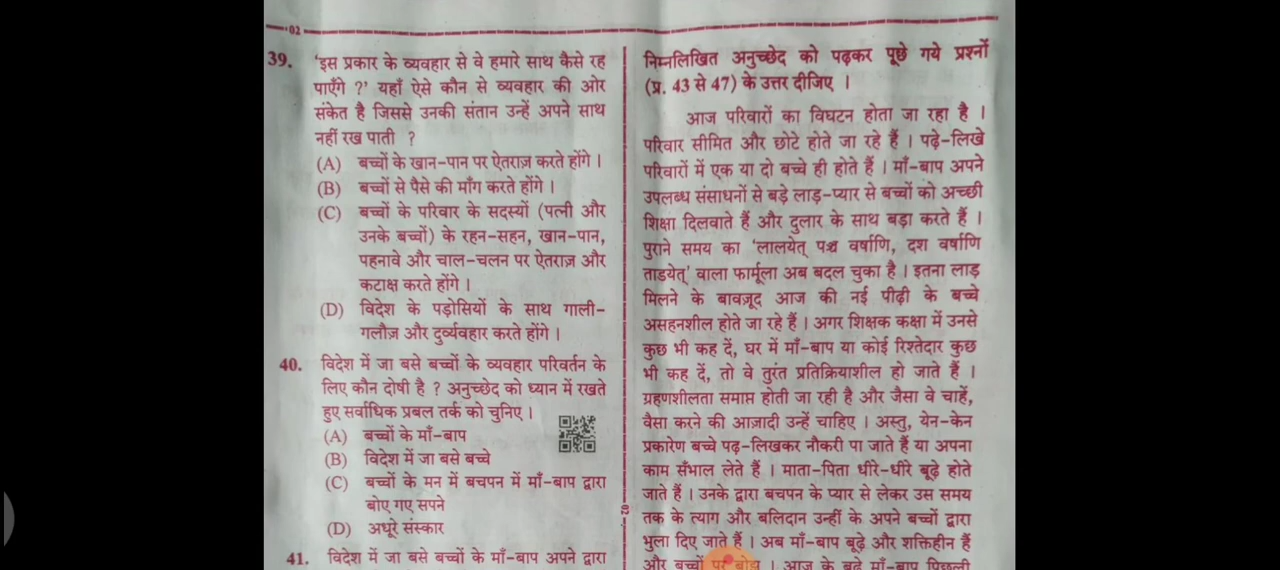 02
39. 'इस प्रकार के व्यवहार से वे हमारे साथ कैसे रह
पाएँगे ?' यहाँ ऐसे कौन से व्यवहार की ओर
संकेत है जिससे उनकी संतान उन्हें अपने साथ
नहीं रख पाती ?
(A) बच्चों के खान-पान पर ऐतराज़ करते होंगे ।
(B) बच्चों से पैसे की माँग करते होंगे ।
(C) बच्चों के परिवार के सदस्यों (पत्नी और
उनके बच्चों) के रहन-सहन, खान-पान,
पहनावे और चाल-चलन पर ऐतराज़ और
कटाक्ष करते होंगे ।
(D) विदेश के पड़ोसियों के साथ गाली-
गलौज़ और दुर्व्यवहार करते होंगे ।
40. विदेश में जा बसे बच्चों के व्यवहार परिवर्तन के
लिए कौन दोषी है ? अनुच्छेद को ध्यान में रखते
हुए सर्वाधिक प्रबल तर्क को चुनिए ।
(A) बच्चों के माँ-बाप
(B) विदेश में जा बसे बच्चे
(C) बच्चों के मन में बचपन में माँ-बाप द्वारा
बोए गए सपने
(D) अधूरे संस्कार
41. विदेश में जा बसे बच्चों के माँ-बाप अपने द्वारा
02
निम्नलिखित अनुच्छेद को पढ़कर पूछे गये प्रश्नों
(प्र. 43 से 47) के उत्तर दीजिए ।
आज परिवारों का विघटन होता जा रहा है ।
परिवार सीमित और छोटे होते जा रहे हैं । पढ़े-लिखे
परिवारों में एक या दो बच्चे ही होते हैं । माँ-बाप अपने
उपलब्ध संसाधनों से बड़े लाड़-प्यार से बच्चों को अच्छी
शिक्षा दिलवाते हैं और दुलार के साथ बड़ा करते हैं ।
पुराने समय का 'लालयेत् पञ्च वर्षाणि, दश वर्षाणि
ताडयेत्' वाला फार्मूला अब बदल चुका है । इतना लाड़
मिलने के बावज़ूद आज की नई पीढ़ी के बच्चे
असहनशील होते जा रहे हैं । अगर शिक्षक कक्षा में उनसे
कुछ भी कह दें, घर में माँ-बाप या कोई रिश्तेदार कुछ
भी कह दें, तो वे तुरंत प्रतिक्रियाशील हो जाते हैं ।
ग्रहणशीलता समाप्त होती जा रही है और जैसा वे चाहें,
वैसा करने की आज़ादी उन्हें चाहिए । अस्तु, येन-केन
प्रकारेण बच्चे पढ़-लिखकर नौकरी पा जाते हैं या अपना
काम सँभाल लेते हैं । माता-पिता धीरे-धीरे बूढ़े होते
जाते हैं । उनके द्वारा बचपन के प्यार से लेकर उस समय
तक के त्याग और बलिदान उन्हीं के अपने बच्चों द्वारा
भुला दिए जाते हैं । अब माँ-बाप बूढ़े और शक्तिहीन हैं
और बच्चों पर बोझ । आज के बूढ़े माँ-बाप पिछली